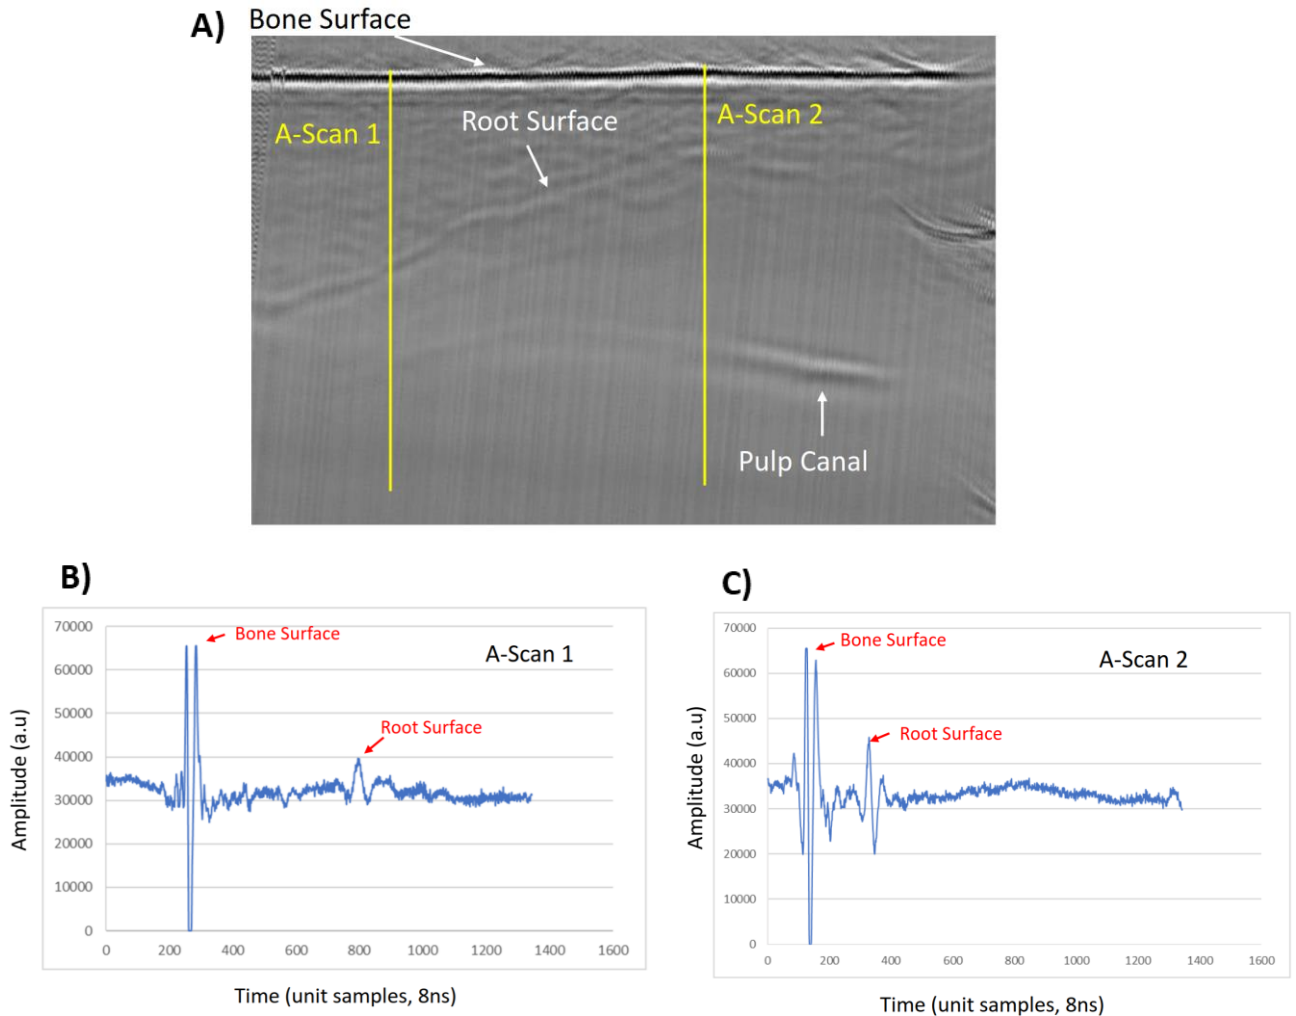 A)
Bone Surface
A-Scan 1
Root Surface
A-Scan 2
Pulp Canal
B)
70000
60000
50000
40000
30000
20000
10000
0
0 200 400 600 800 1000 1200 1400 1600
Bone Surface
A-Scan 1
Root Surface
Amplitude (a.u)
Time (unit samples, 8ns)
C)
70000
60000
50000
40000
30000
20000
10000
0
0 200 400 600 800 1000 1200 1400 1600
Bone Surface
A-Scan 2
Root Surface
Amplitude (a.u)
Time (unit samples, 8ns)